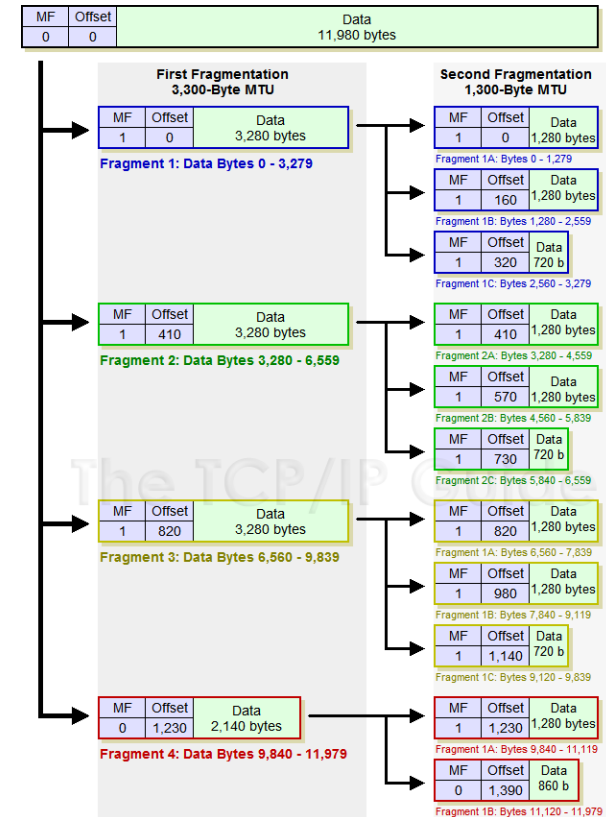 MF Offset Data
0 0 11,980 bytes
First Fragmentation Second Fragmentation
3,300-Byte MTU 1,300-Byte MTU
MF Offset Data
1 0 3,280 bytes
Fragment 1: Data Bytes 0 - 3,279
MF Offset Data
1 0 1,280 bytes
Fragment 1A: Bytes 0 - 1,279
MF Offset Data
1 160 1,280 bytes
Fragment 1B: Bytes 1,280 - 2,559
MF Offset Data
1 320 720 b
Fragment 1C: Bytes 2,560 - 3,279
MF Offset Data
1 410 3,280 bytes
Fragment 2: Data Bytes 3,280 - 6,559
MF Offset Data
1 410 1,280 bytes
Fragment 2A: Bytes 3,280 - 4,559
MF Offset Data
1 570 1,280 bytes
Fragment 2B: Bytes 4,560 - 5,839
MF Offset Data
1 730 720 b
Fragment 2C: Bytes 5,840 - 6,559
The TCP/IP Guide
MF Offset Data
1 820 3,280 bytes
Fragment 3: Data Bytes 6,560 - 9,839
MF Offset Data
1 820 1,280 bytes
Fragment 1A: Bytes 6,560 - 7,839
MF Offset Data
1 980 1,280 bytes
Fragment 1B: Bytes 7,840 - 9,119
MF Offset Data
1 1,140 720 b
Fragment 1C: Bytes 9,120 - 9,839
MF Offset Data
0 1,230 2,140 bytes
Fragment 4: Data Bytes 9,840 - 11,979
MF Offset Data
1 1,230 1,280 bytes
Fragment 1A: Bytes 9,840 - 11,119
MF Offset Data
0 1,390 860 b
Fragment 1B: Bytes 11,120 - 11,979